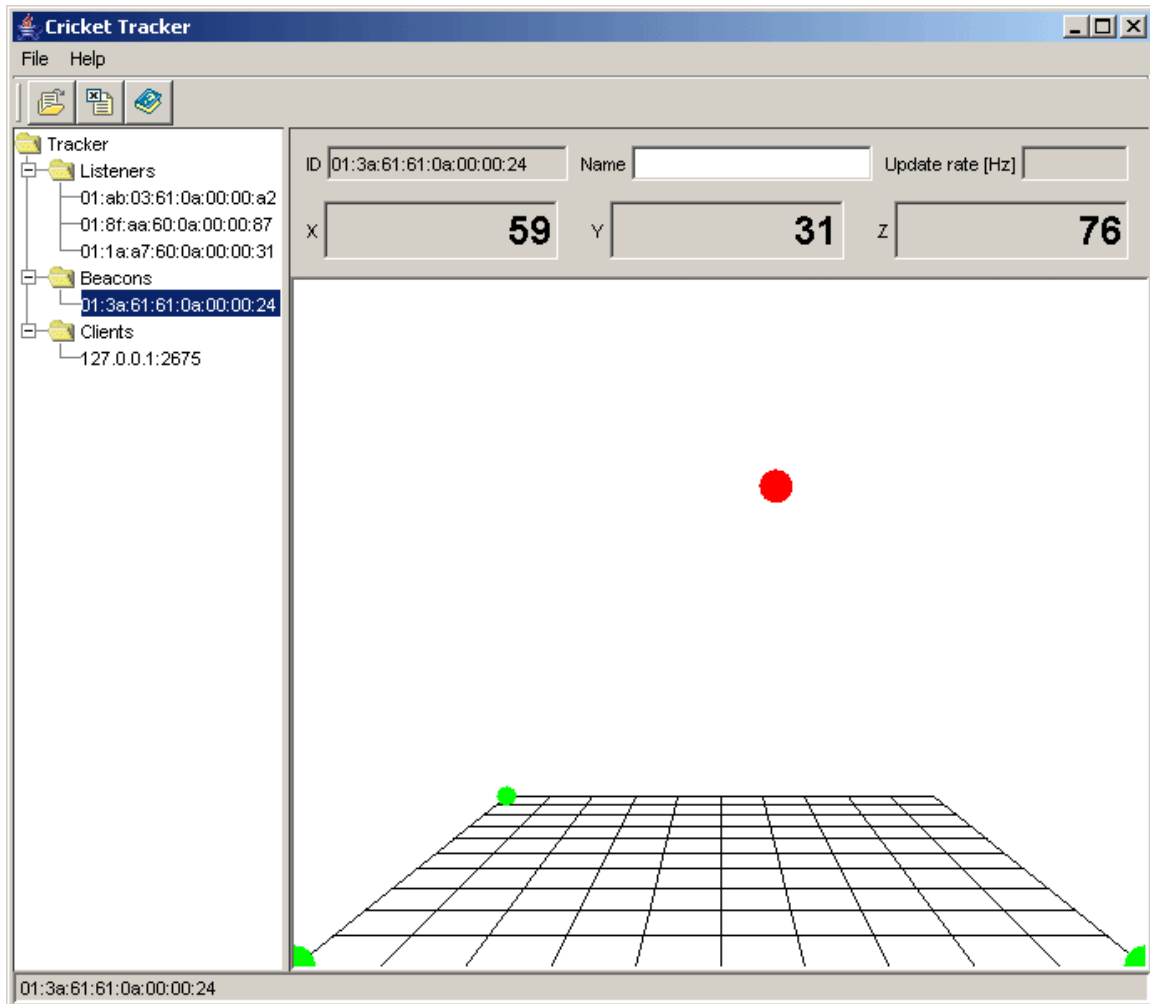 Cricket Tracker
File Help
Tracker
Listeners
01:ab:03:61:0a:00:00:a2
01:8f:aa:60:0a:00:00:87
01:1a:a7:60:0a:00:00:31
Beacons
01:3a:61:61:0a:00:00:24
Clients
127.0.0.1:2675
ID 01:3a:61:61:0a:00:00:24 Name Update rate [Hz]
X 59 Y 31 Z 76
01:3a:61:61:0a:00:00:24